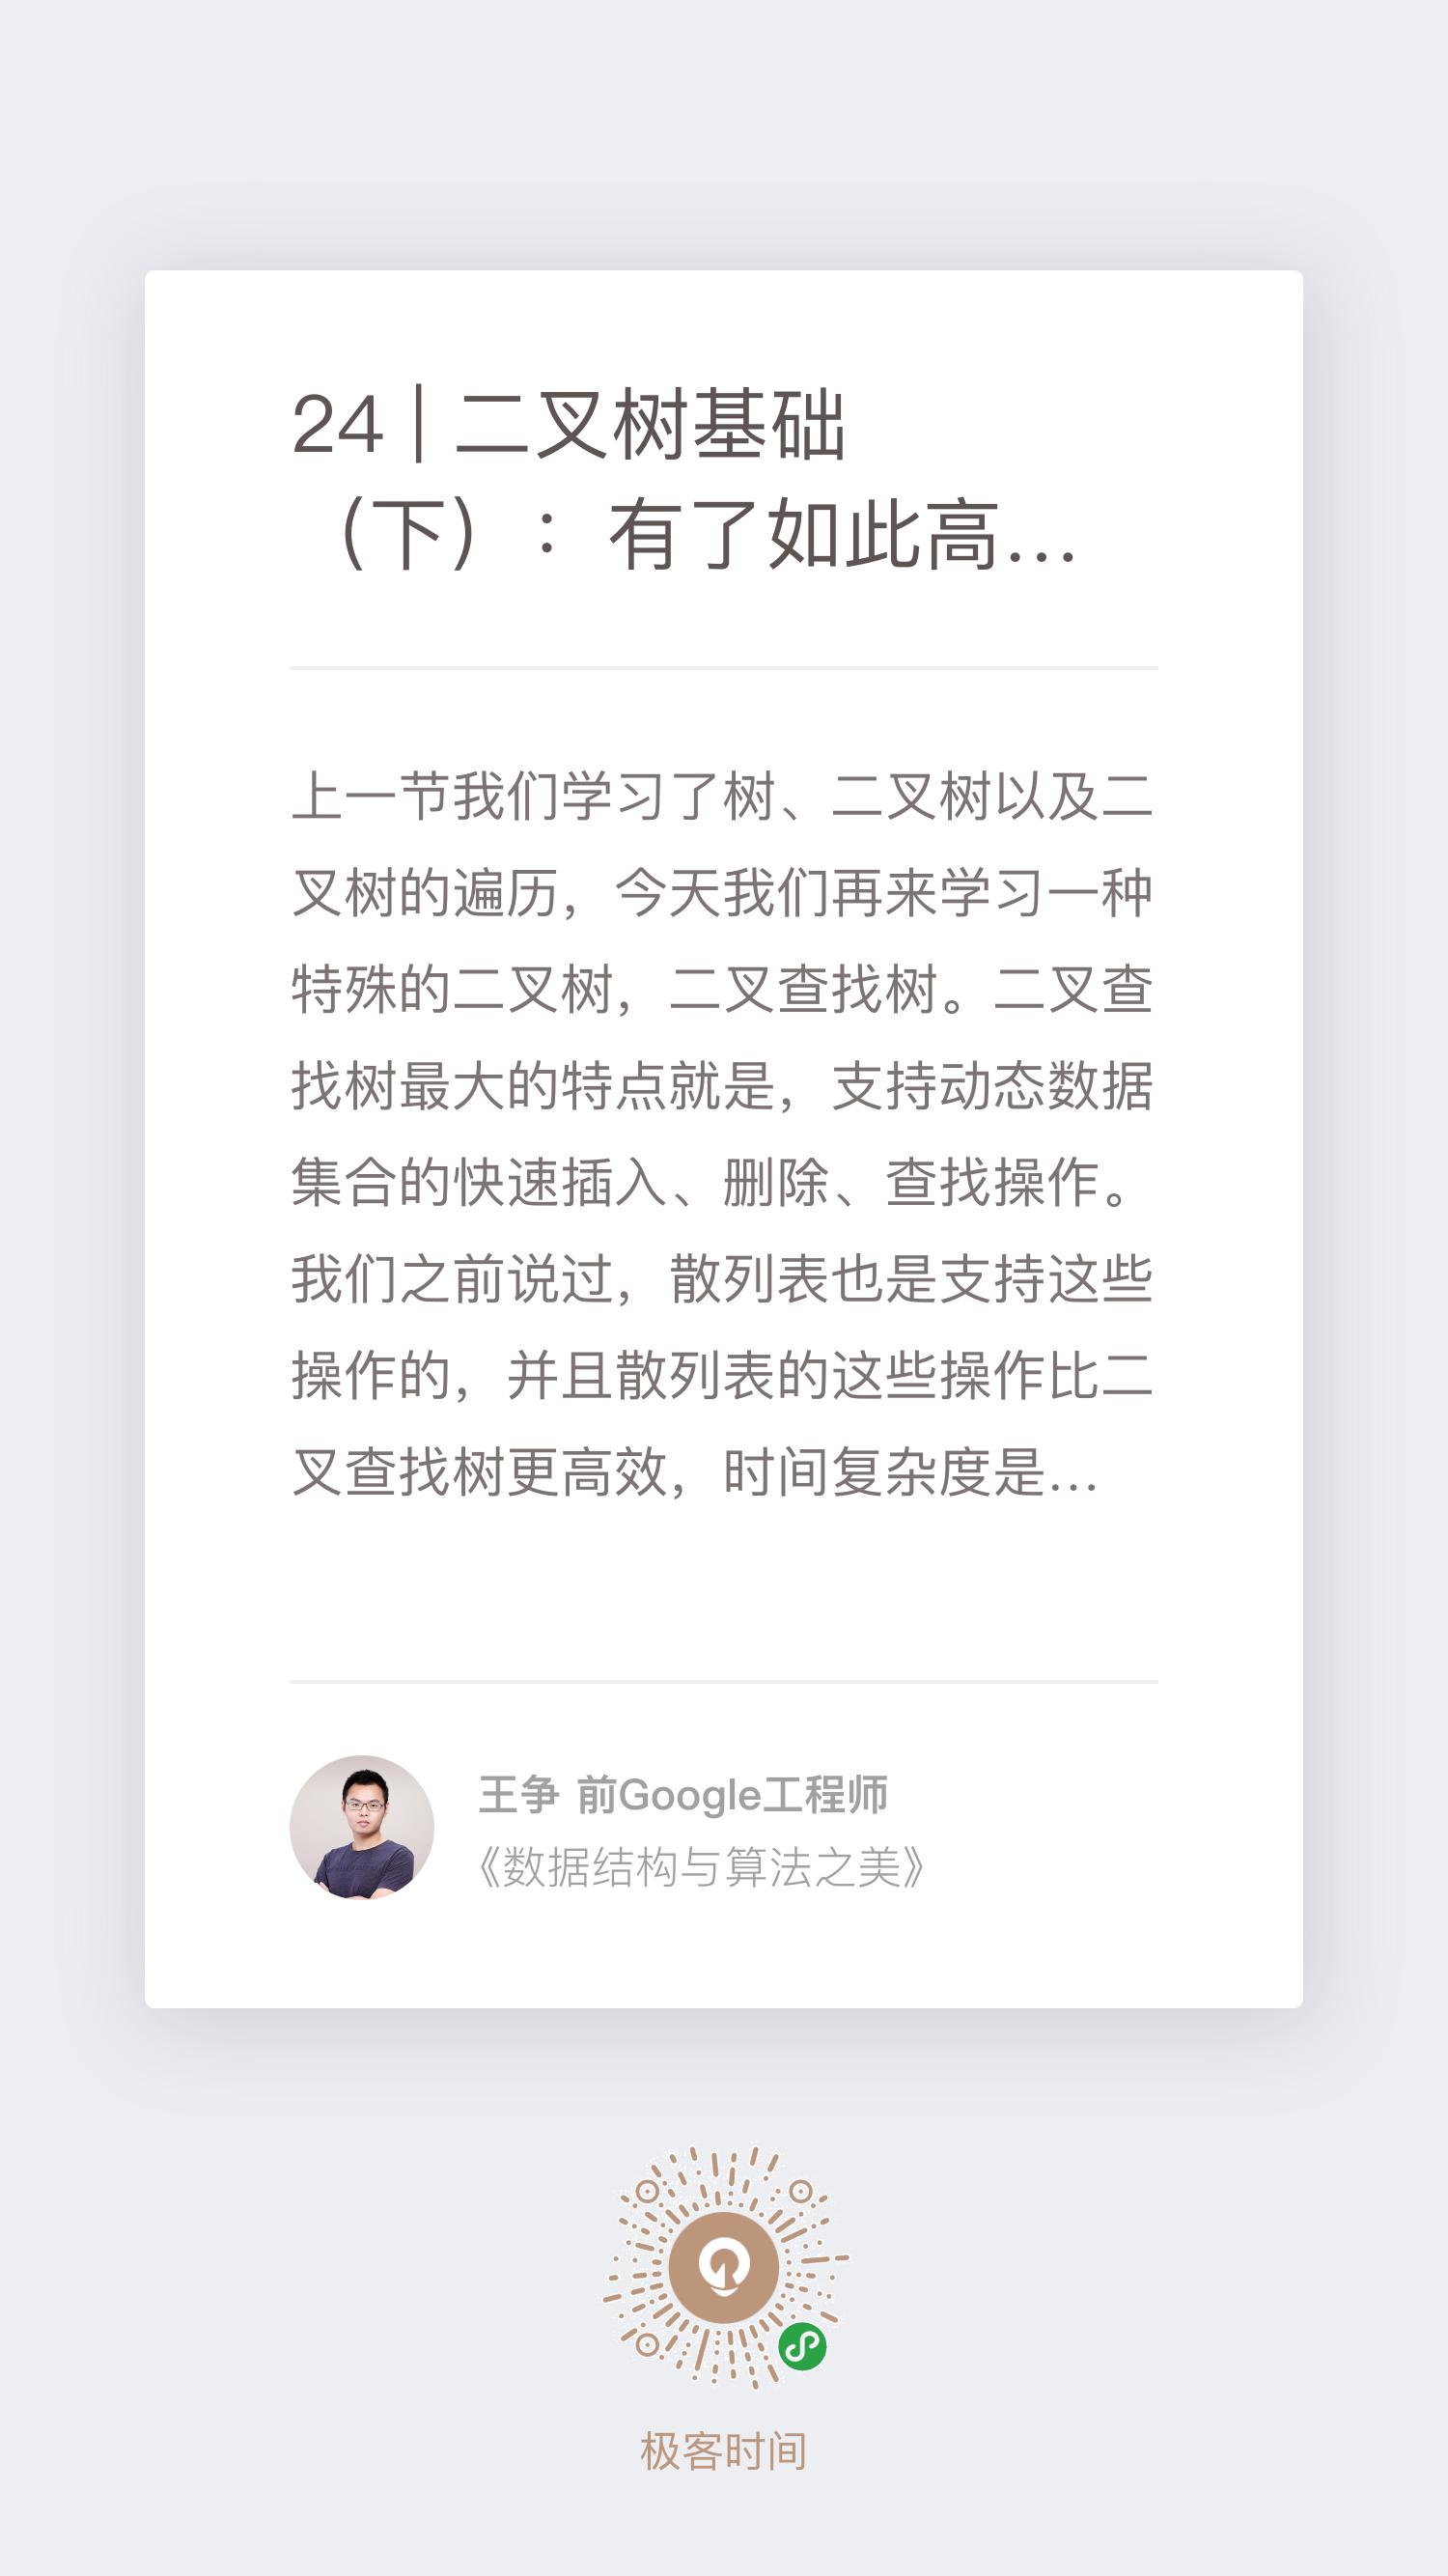 24 | 二叉树基础
（下）：有了如此高...
上一节我们学习了树、二叉树以及二
叉树的遍历，今天我们再来学习一种
特殊的二叉树，二叉查找树。二叉查
找树最大的特点就是，支持动态数据
集合的快速插入、删除、查找操作。
我们之前说过，散列表也是支持这些
操作的，并且散列表的这些操作比二
叉查找树更高效，时间复杂度是...
王争 前Google工程师
《数据结构与算法之美》
极客时间